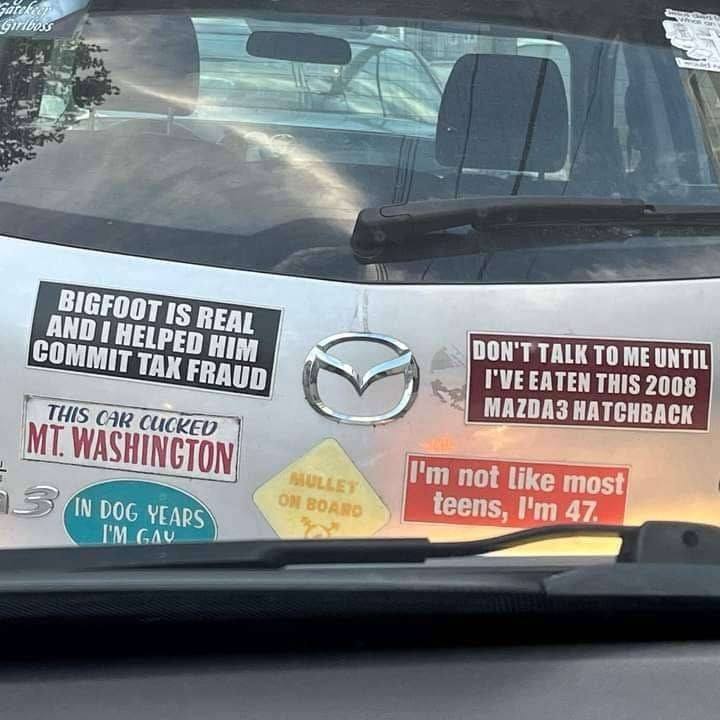 Gatekeep
Girlboss
BIGFOOT IS REAL
AND I HELPED HIM
COMMIT TAX FRAUD
DON'T TALK TO ME UNTIL
I'VE EATEN THIS 2008
MAZDA3 HATCHBACK
THIS CAR CUCKED
MT. WASHINGTON
MULLET
ON BOARD
I'm not like most
teens, I'm 47.
3
IN DOG YEARS
I'M GAY